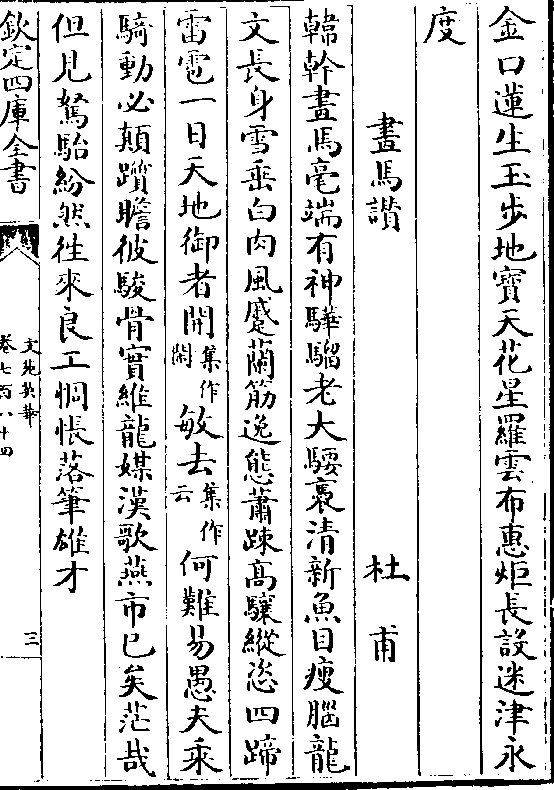 金口蓮生玉步地寶天花星羅雲布惠炬長設迷津永
度
畫馬讃　杜甫
韓幹畫馬毫端有神驊騮老大騕褭清新魚目瘦腦龍
文長身雪垂白肉風蹙蘭筋逸態蕭踈高驤縱恣四蹄
雷雹一日天地御者開集作閑敏去集作云何難易愚夫乘
騎動必顛躓瞻彼駿骨實維龍媒漢歌燕市已矣茫哉
但見駑駘紛然徃來良工惆悵落筆雄才
欽定四庫全書
文苑英華
卷七百八十四
三